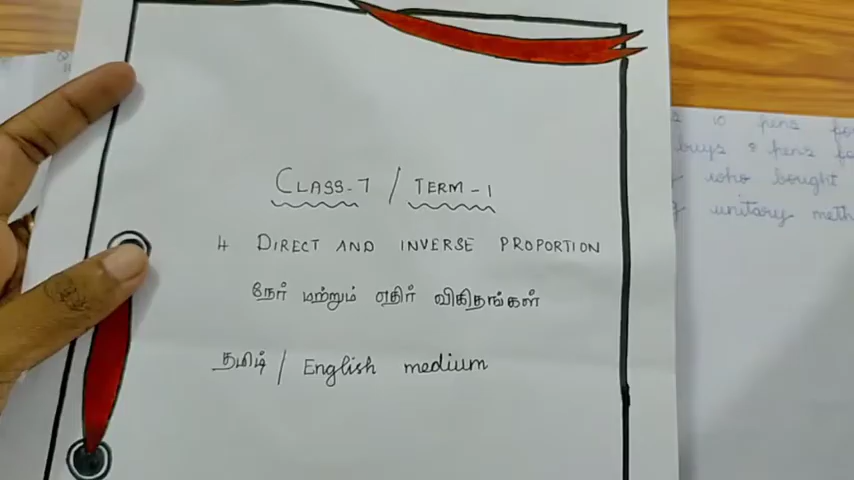 CLASS-7 / TERM-1
4 DIRECT AND INVERSE PROPORTION
நேர் மற்றும் எதிர் விகிதங்கள்
தமிழ் / English medium
10 pens
buys 8 pens
who bought
unitary